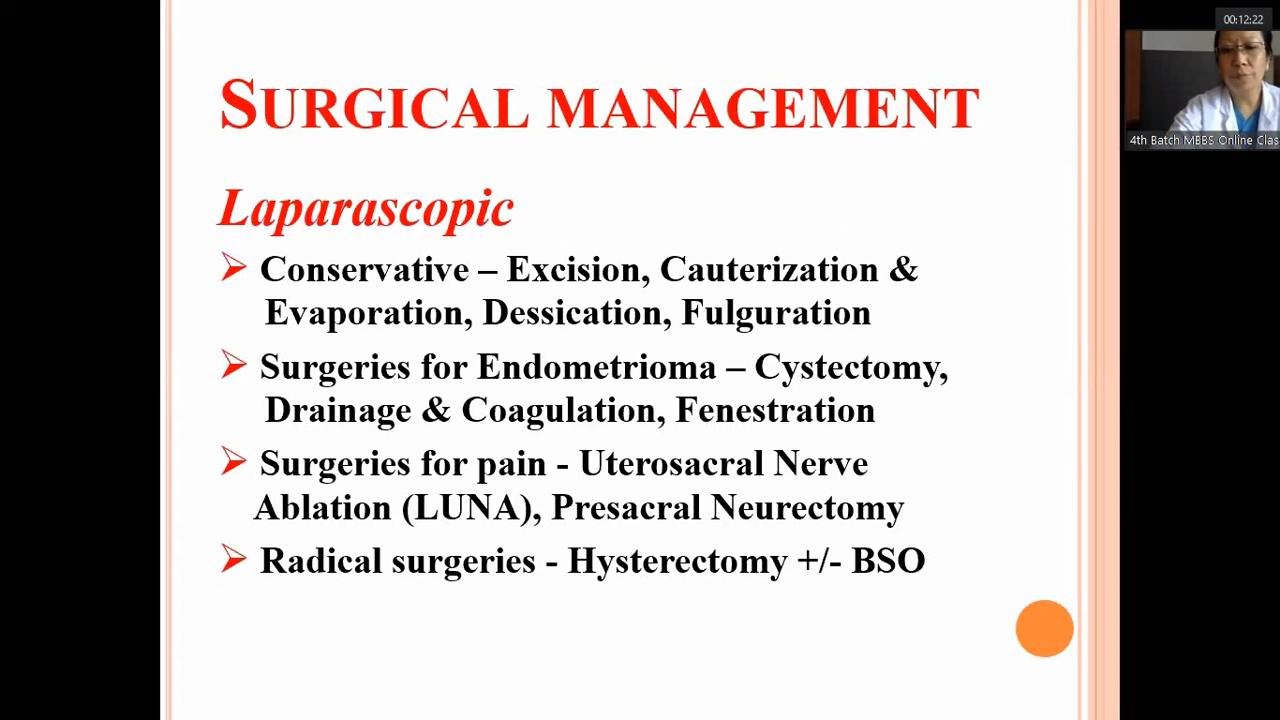 00:12:22
4th Batch MBBS Online Clas
SURGICAL MANAGEMENT
Laparascopic
Conservative – Excision, Cauterization &
Evaporation, Dessication, Fulguration
Surgeries for Endometrioma – Cystectomy,
Drainage & Coagulation, Fenestration
Surgeries for pain - Uterosacral Nerve
Ablation (LUNA), Presacral Neurectomy
Radical surgeries - Hysterectomy +/- BSO